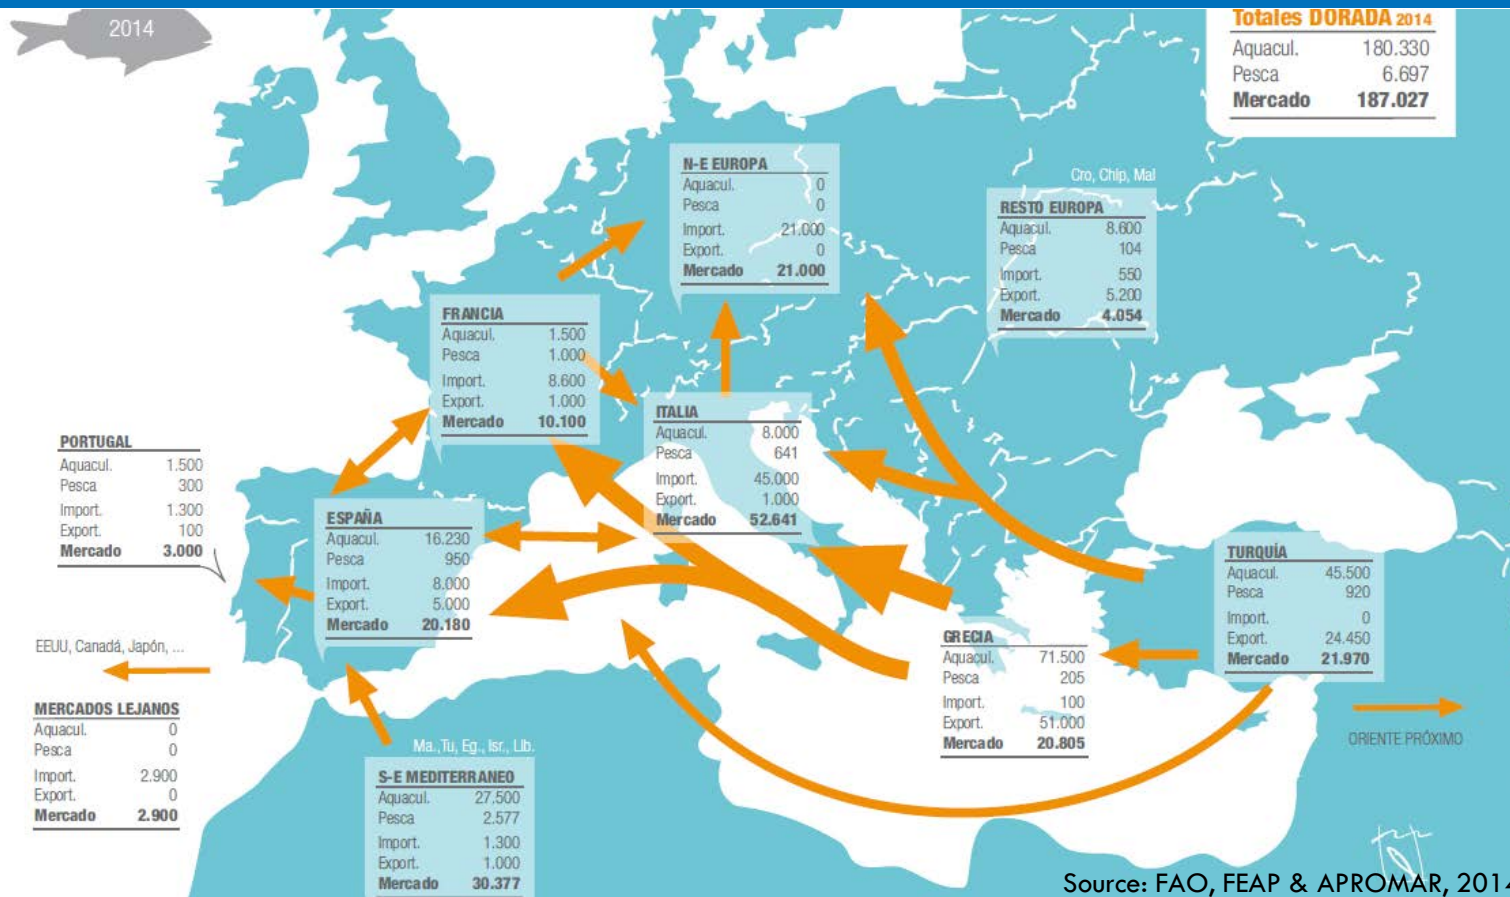 2014
Totales DORADA 2014
Aquacul. 180.330
Pesca 6.697
Mercado 187.027
N-E EUROPA
Aquacul. 0
Pesca 0
Import. 21.000
Export. 0
Mercado 21.000
Cro, Chip, Mal
RESTO EUROPA
Aquacul. 8.600
Pesca 104
Import. 550
Export. 5.200
Mercado 4.054
FRANCIA
Aquacul. 1.500
Pesca 1.000
Import. 8.600
Export. 1.000
Mercado 10.100
ITALIA
Aquacul. 8.000
Pesca 641
Import. 45.000
Export. 1.000
Mercado 52.641
PORTUGAL
Aquacul. 1.500
Pesca 300
Import. 1.300
Export. 100
Mercado 3.000
ESPAÑA
Aquacul. 16.230
Pesca 950
Import. 8.000
Export. 5.000
Mercado 20.180
TURQUÍA
Aquacul. 45.500
Pesca 920
Import. 0
Export. 24.450
Mercado 21.970
GRECIA
Aquacul. 71.500
Pesca 205
Import. 100
Export. 51.000
Mercado 20.805
EEUU, Canadá, Japón, ...
MERCADOS LEJANOS
Aquacul. 0
Pesca 0
Import. 2.900
Export. 0
Mercado 2.900
ORIENTE PRÓXIMO
Ma.,Tu, Eg., Isr., Lib.
S-E MEDITERRANEO
Aquacul. 27.500
Pesca 2.577
Import. 1.300
Export. 1.000
Mercado 30.377
Source: FAO, FEAP & APROMAR, 2014